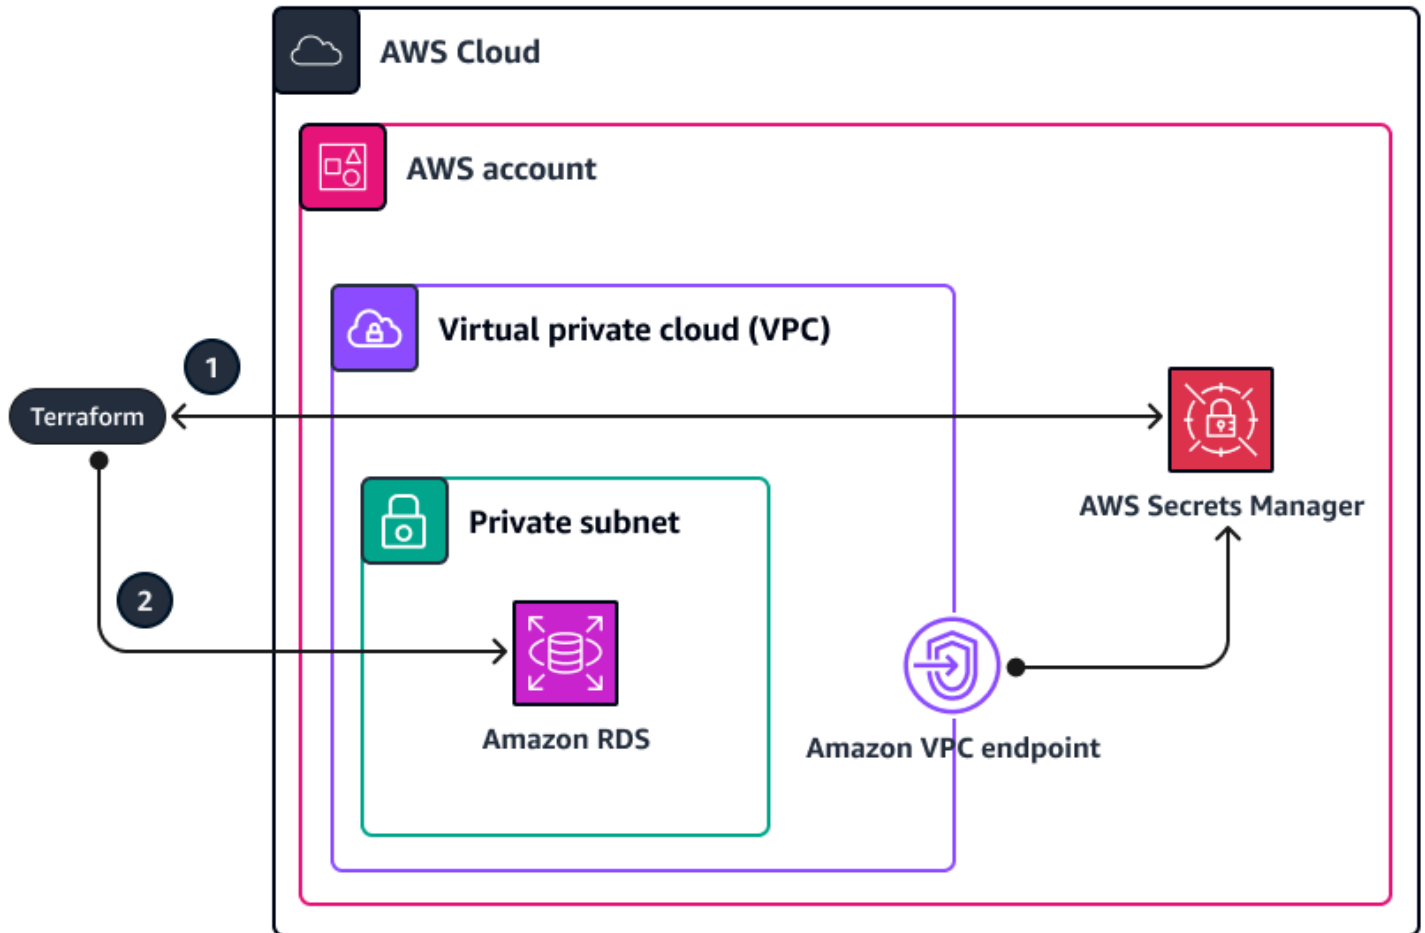 AWS Cloud
AWS account
Virtual private cloud (VPC)
1
Terraform
AWS Secrets Manager
Private subnet
2
Amazon RDS
Amazon VPC endpoint